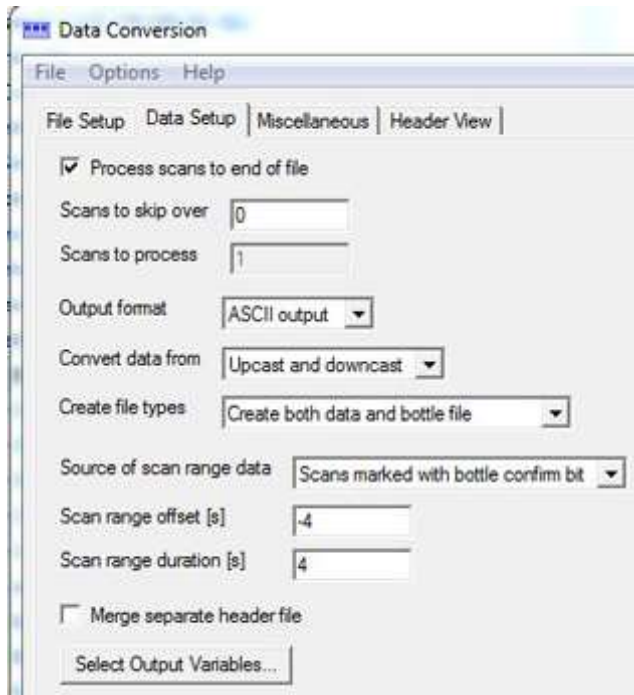 Data Conversion
File Options Help
File Setup Data Setup Miscellaneous Header View
Process scans to end of file
Scans to skip over 0
Scans to process 1
Output format ASCII output
Convert data from Upcast and downcast
Create file types Create both data and bottle file
Source of scan range data Scans marked with bottle confirm bit
Scan range offset [s] -4
Scan range duration [s] 4
Merge separate header file
Select Output Variables...